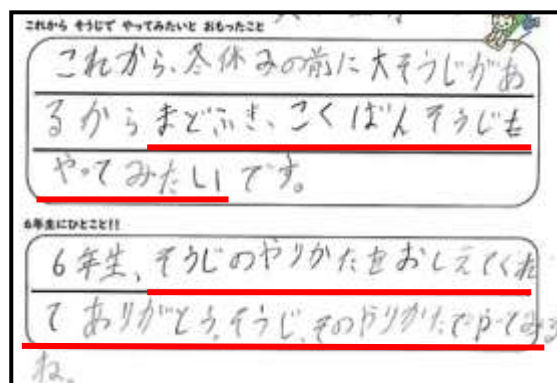 これから そうじで やってみたいと おもったこと
これから、冬休みの前に大そうじがあ
るからまどふき、こくばんそうじも
やってみたいです。
6年生にひとこと!!
6年生、そうじのやりかたをおしえてくれ
てありがとう。そうじ、そのやりかたでやってみる
ね。